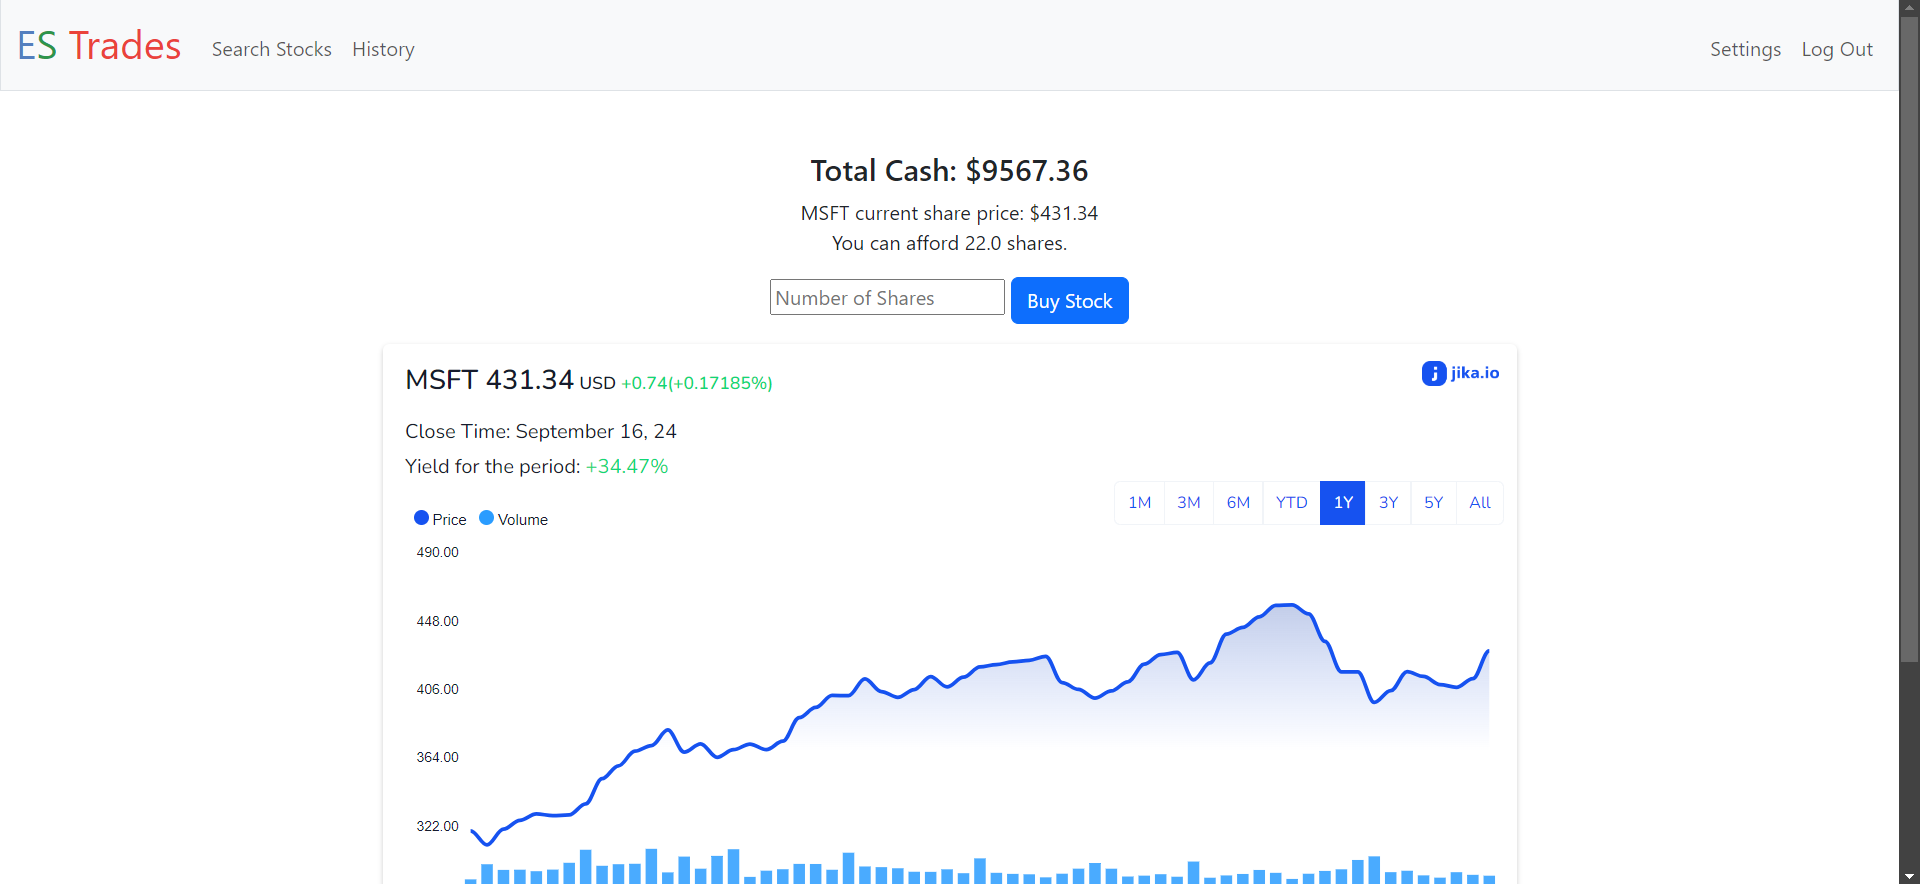 ES Trades Search Stocks History Settings Log Out
Total Cash: $9567.36
MSFT current share price: $431.34
You can afford 22.0 shares.
Number of Shares Buy Stock
MSFT 431.34 USD +0.74(+0.17185%)
j jika.io
Close Time: September 16, 24
Yield for the period: +34.47%
1M 3M 6M YTD 1Y 3Y 5Y All
Price Volume
490.00
448.00
406.00
364.00
322.00